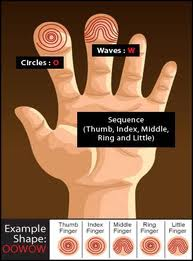 Circles : O
Waves : W
Sequence
(Thumb, Index, Middle,
Ring and Little)
Example
Shape:
OOWOW
Thumb
Finger
Index
Finger
Middle
Finger
Ring
Finger
Little
Finger